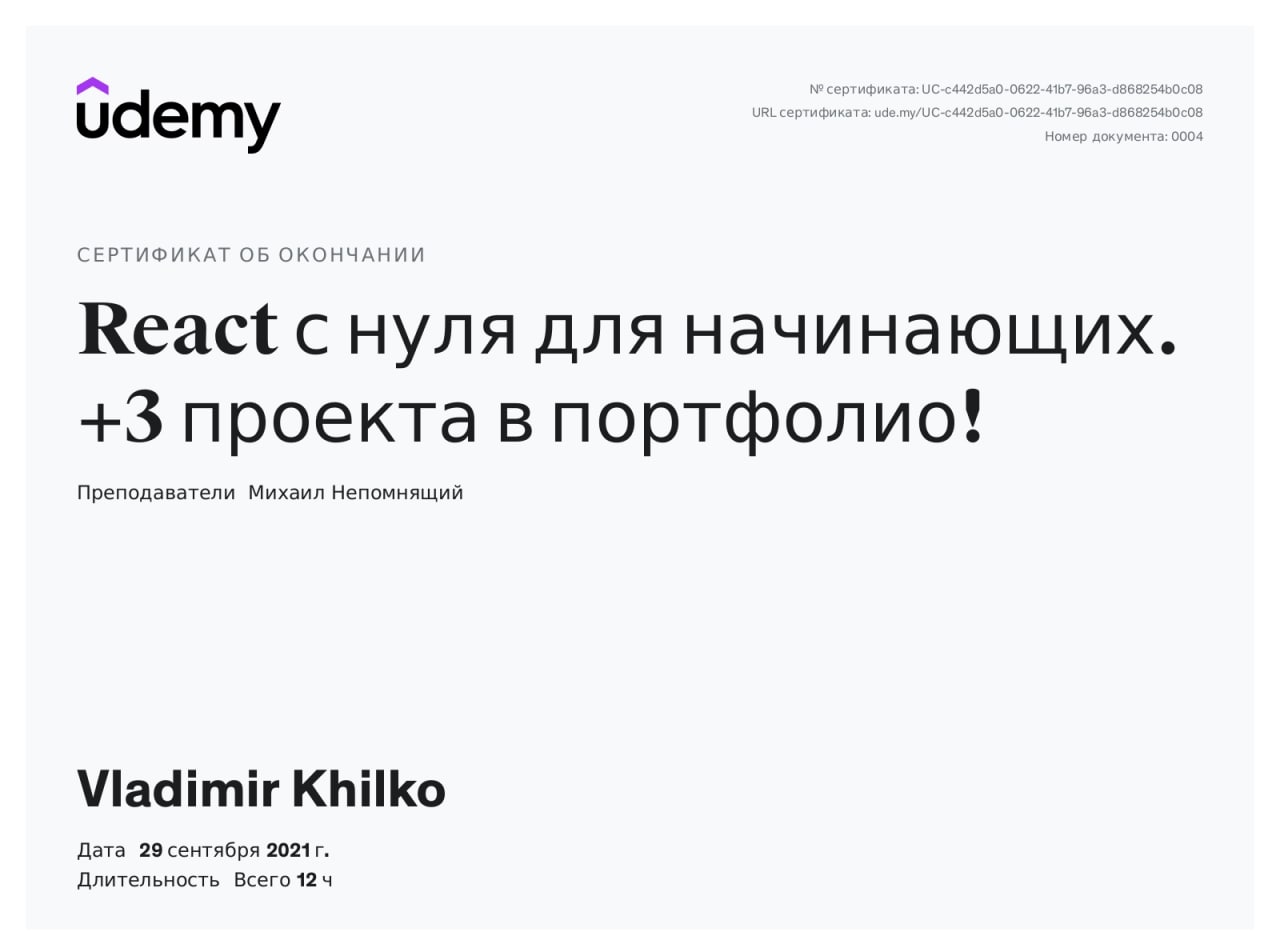 udemy
№ сертификата: UC-c442d5a0-0622-41b7-96a3-d868254b0c08
URL сертификата: ude.my/UC-c442d5a0-0622-41b7-96a3-d868254b0c08
Номер документа: 0004
СЕРТИФИКАТ ОБ ОКОНЧАНИИ
React с нуля для начинающих.
+3 проекта в портфолио!
Преподаватели Михаил Непомнящий
Vladimir Khilko
Дата 29 сентября 2021 г.
Длительность Всего 12 ч